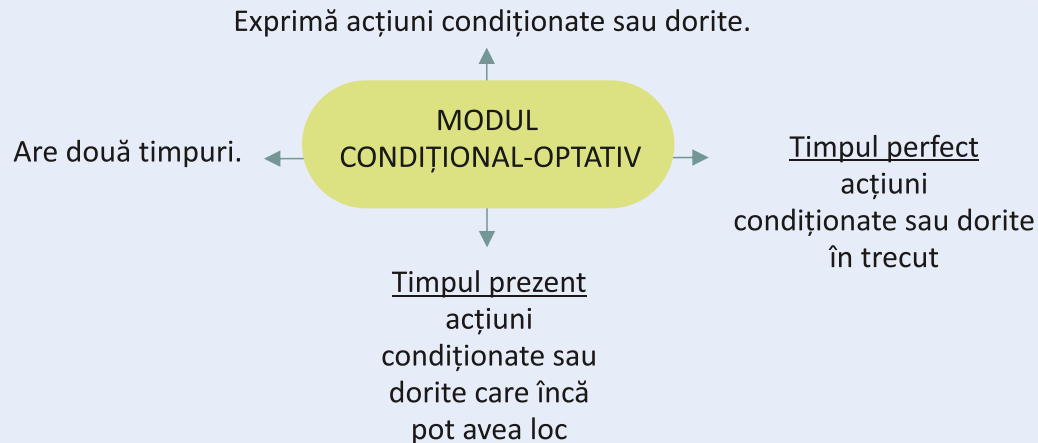 Exprimă acțiuni condiționate sau dorite.
MODUL
CONDIȚIONAL-OPTATIV
Are două timpuri.
Timpul perfect
acțiuni
condiționate sau dorite
în trecut
Timpul prezent
acțiuni
condiționate sau
dorite care încă
pot avea loc